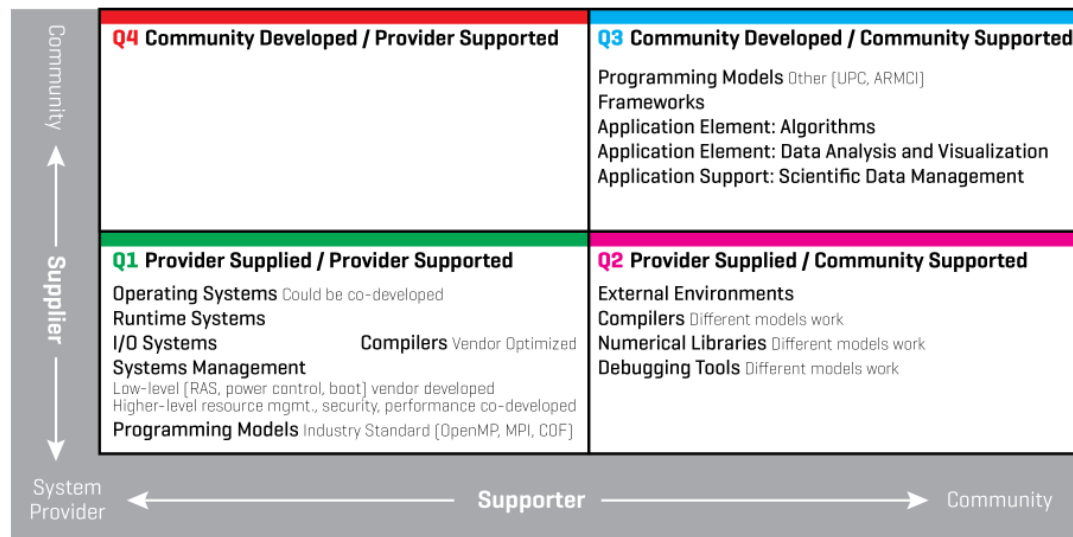 Community
Supplier
System
Provider
Q4 Community Developed / Provider Supported
Q3 Community Developed / Community Supported
Programming Models Other (UPC, ARMCI)
Frameworks
Application Element: Algorithms
Application Element: Data Analysis and Visualization
Application Support: Scientific Data Management
Q1 Provider Supplied / Provider Supported
Operating Systems Could be co-developed
Runtime Systems
I/O Systems
Compilers Vendor Optimized
Systems Management
Low-level (RAS, power control, boot) vendor developed
Higher-level resource mgmt., security, performance co-developed
Programming Models Industry Standard (OpenMP, MPI, COF)
Q2 Provider Supplied / Community Supported
External Environments
Compilers Different models work
Numerical Libraries Different models work
Debugging Tools Different models work
Supporter
Community